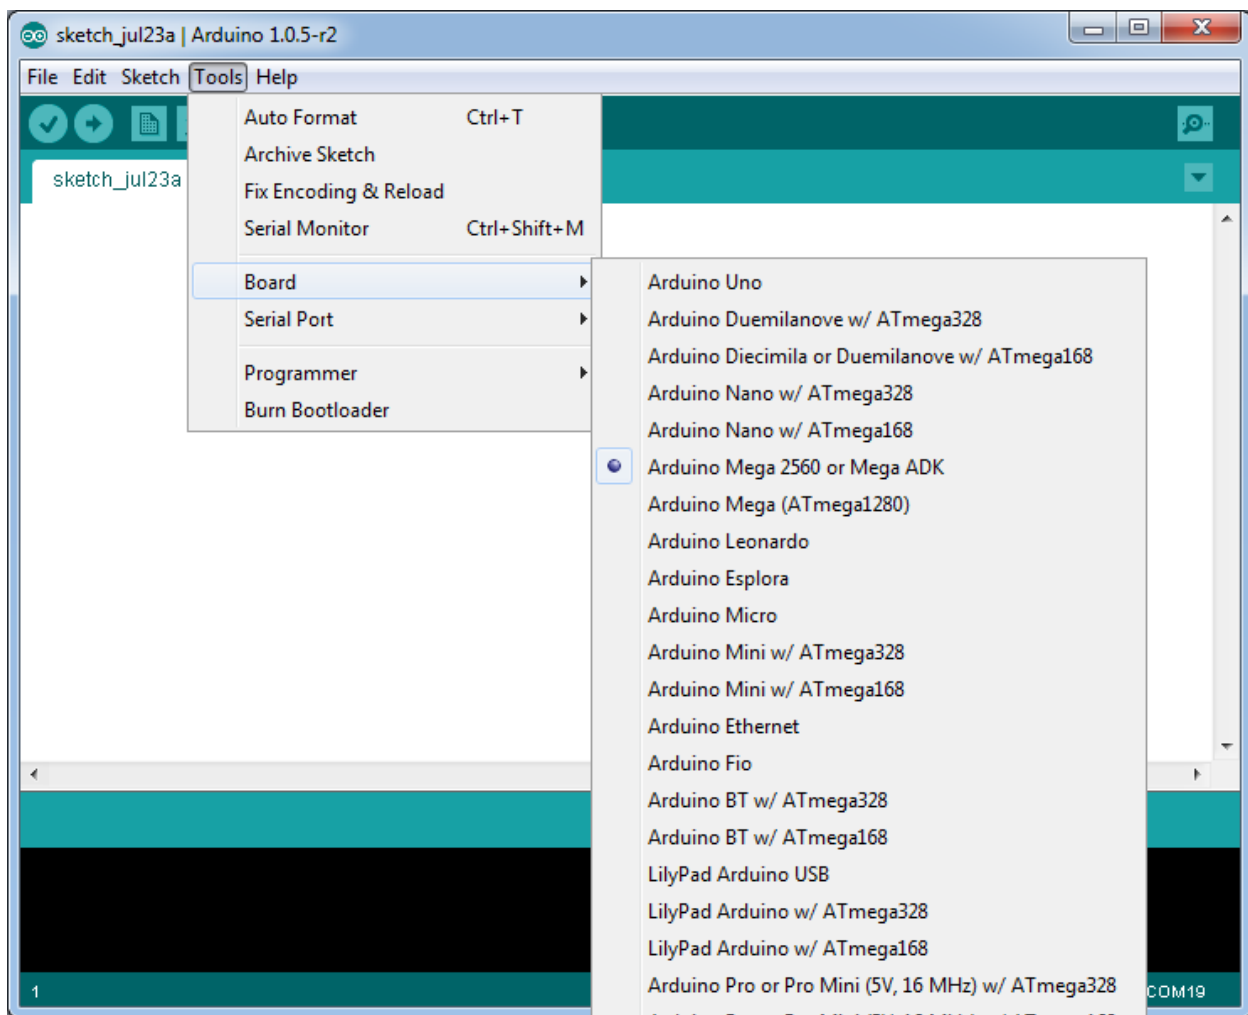 sketch_jul23a | Arduino 1.0.5-r2
File Edit Sketch Tools Help
Auto Format Ctrl+T
Archive Sketch
sketch_jul23a
Fix Encoding & Reload
Serial Monitor Ctrl+Shift+M
Board
Serial Port
Programmer
Burn Bootloader
Arduino Uno
Arduino Duemilanove w/ ATmega328
Arduino Diecimila or Duemilanove w/ ATmega168
Arduino Nano w/ ATmega328
Arduino Nano w/ ATmega168
Arduino Mega 2560 or Mega ADK
Arduino Mega (ATmega1280)
Arduino Leonardo
Arduino Esplora
Arduino Micro
Arduino Mini w/ ATmega328
Arduino Mini w/ ATmega168
Arduino Ethernet
Arduino Fio
Arduino BT w/ ATmega328
Arduino BT w/ ATmega168
LilyPad Arduino USB
LilyPad Arduino w/ ATmega328
LilyPad Arduino w/ ATmega168
Arduino Pro or Pro Mini (5V, 16 MHz) w/ ATmega328
1 COM19